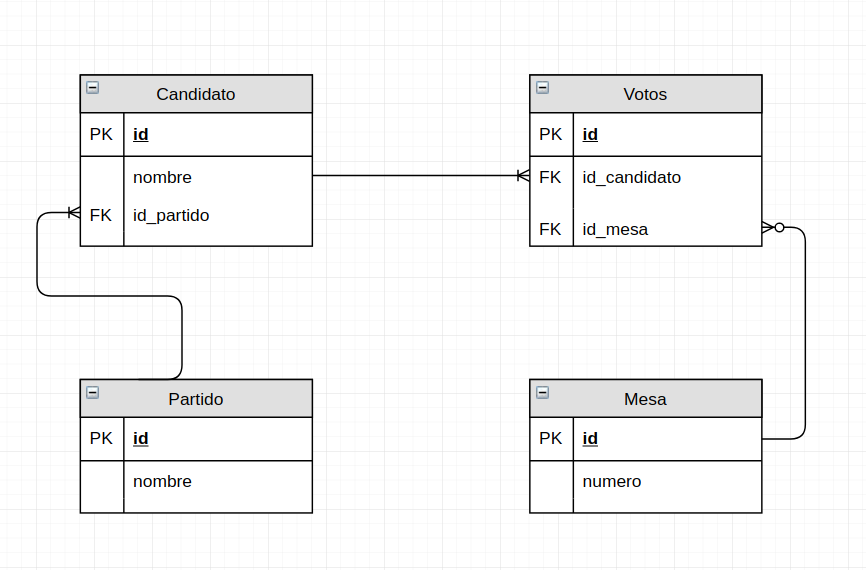 Candidato
PK id
nombre
FK id_partido
Votos
PK id
FK id_candidato
FK id_mesa
Partido
PK id
nombre
Mesa
PK id
numero